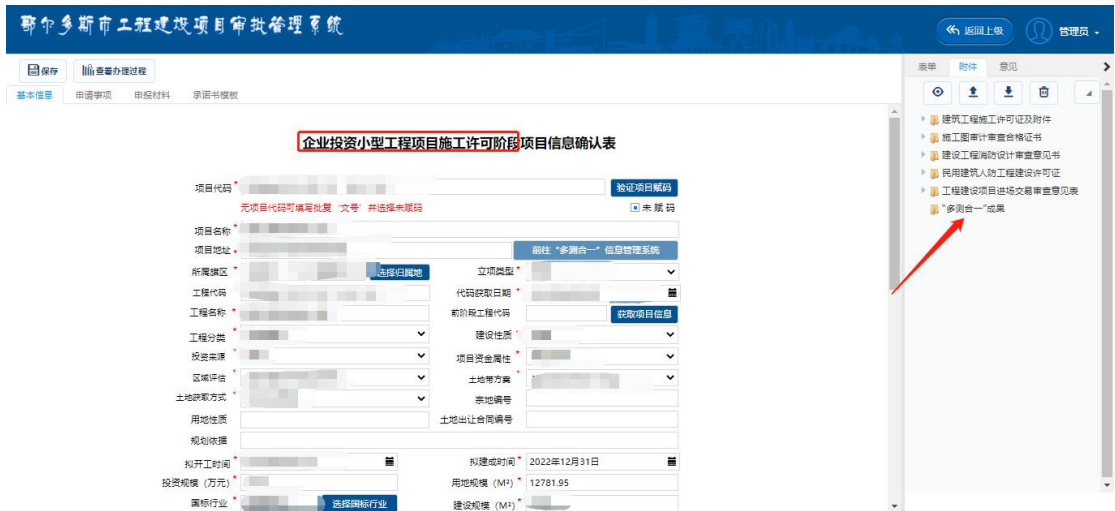 鄂尔多斯市工程建设项目审批管理系统
返回上级 管理员
保存 查看办理过程
基本信息 申请事项 申报材料 承诺书模板
企业投资小型工程项目施工许可阶段项目信息确认表
项目代码* 验证项目赋码
无项目代码可填写批复‘文号’并选择未赋码 未赋码
项目名称*
项目地址* 前往“多测合一”信息管理系统
所属旗区* 选择归属地 立项类型*
工程代码 代码获取日期*
工程名称* 前阶段工程代码 获取项目信息
工程分类* 建设性质*
投资来源* 项目资金属性*
区域评估* 土地带方案*
土地获取方式* 宗地编号
用地性质 土地出让合同编号
规划依据
拟开工时间* 拟建成时间* 2022年12月31日
投资规模（万元）* 用地规模（M²）* 12781.95
国标行业* 选择国标行业 建设规模（M²）*
表单 附件 意见
建筑工程施工许可证及附件
施工图审计审查合格证书
建设工程消防设计审查意见书
民用建筑人防工程建设许可证
工程建设项目进场交易审查意见表
“多测合一”成果